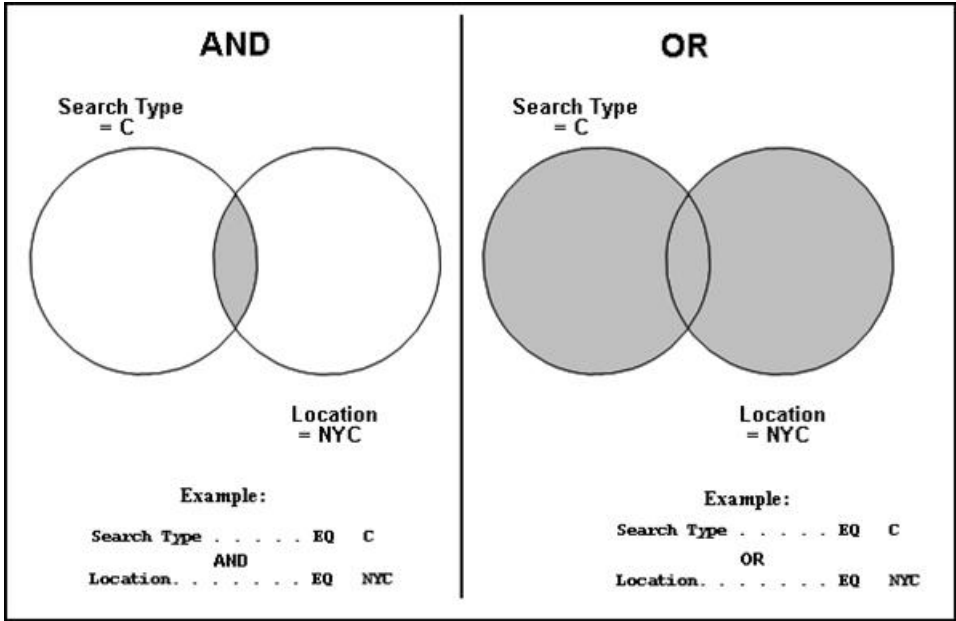 AND
Search Type
= C
Location
= NYC
Example:
Search Type . . . . . EQ C
AND
Location. . . . . . . EQ NYC
OR
Search Type
= C
Location
= NYC
Example:
Search Type . . . . . EQ C
OR
Location. . . . . . . EQ NYC